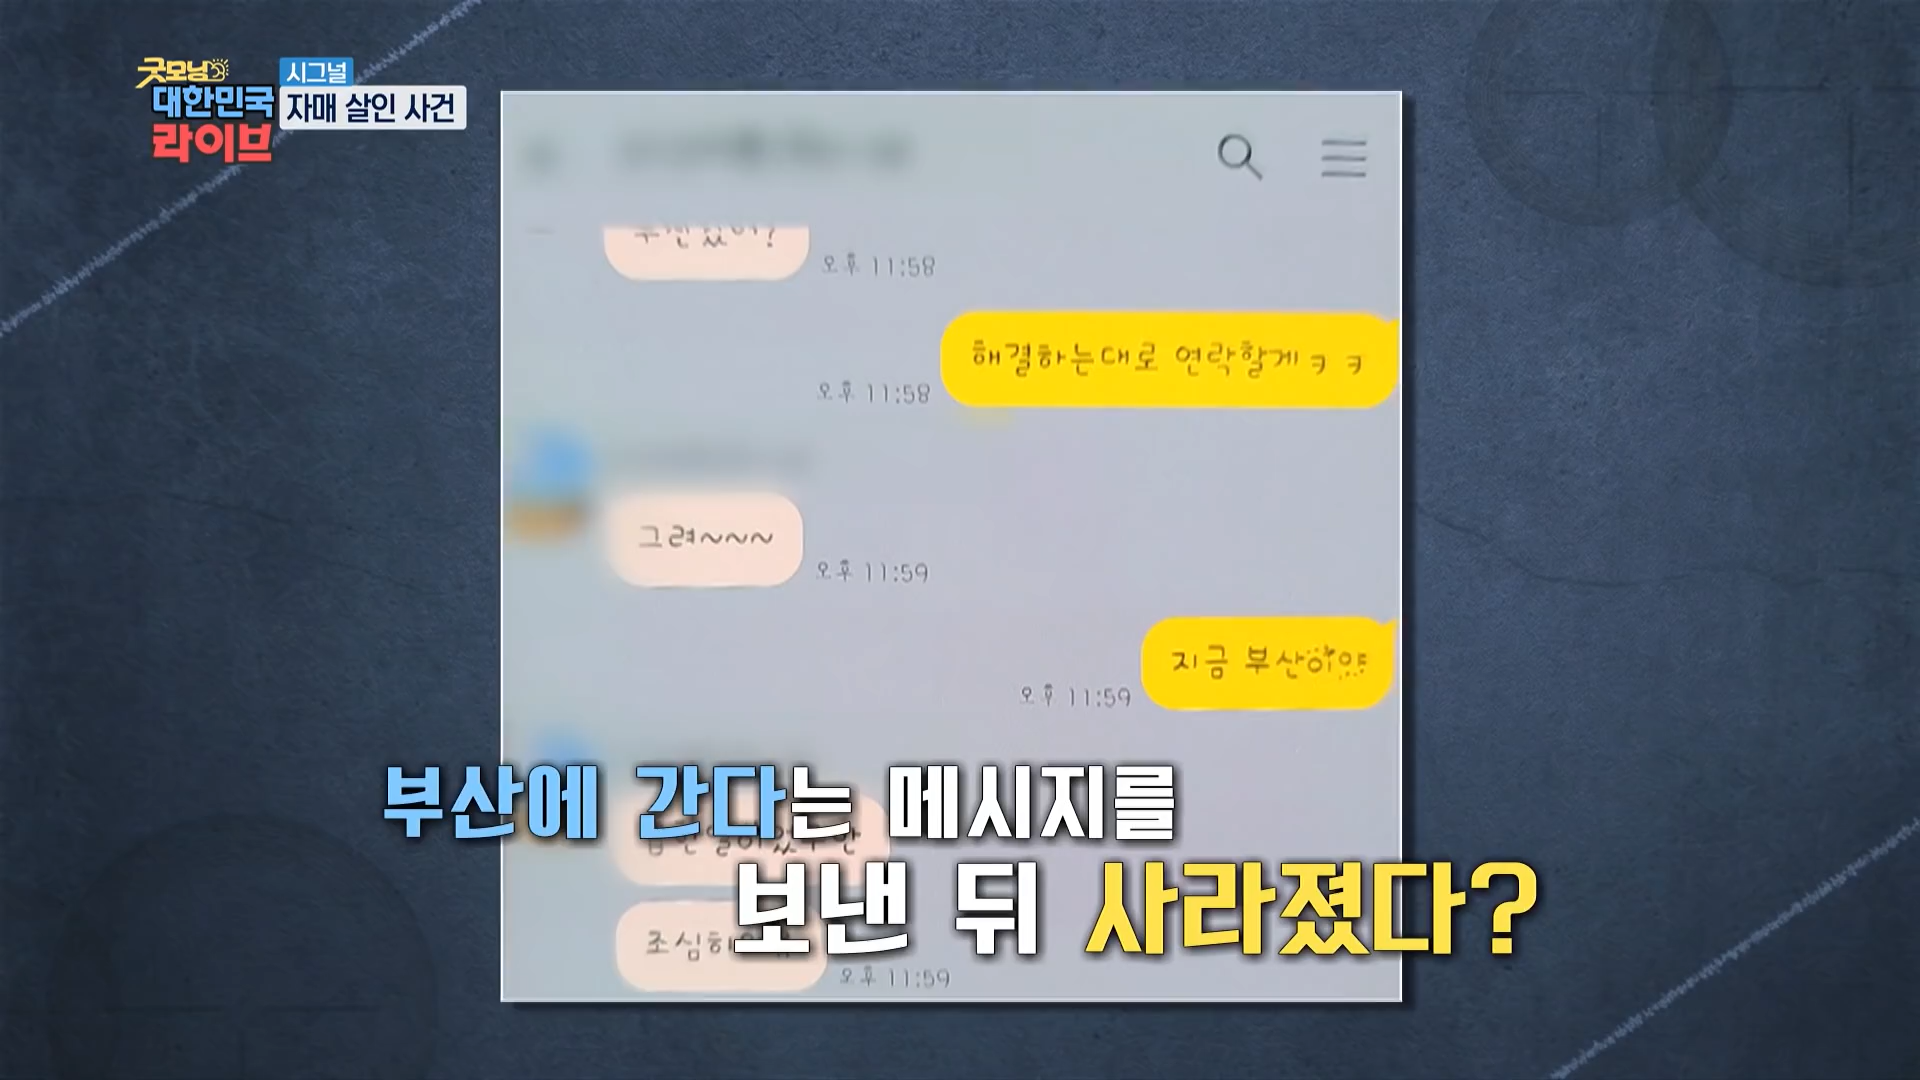 굿모닝
대한민국
라이브
시그널
자매 살인 사건
오후 11:58
해결하는대로 연락할게ㅋㅋ
오후 11:58
그려~~~
오후 11:59
지금 부산이얌
오후 11:59
부산에 간다는 메시지를
보낸 뒤 사라졌다?
오후 11:59